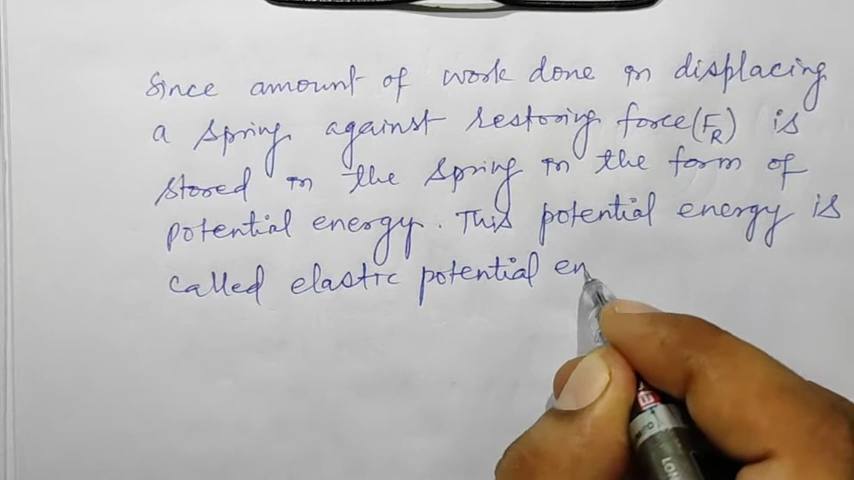 Since amount of work done in displacing
a spring against restoring force (FR) is
stored in the spring in the form of
potential energy. This potential energy is
called elastic potential en